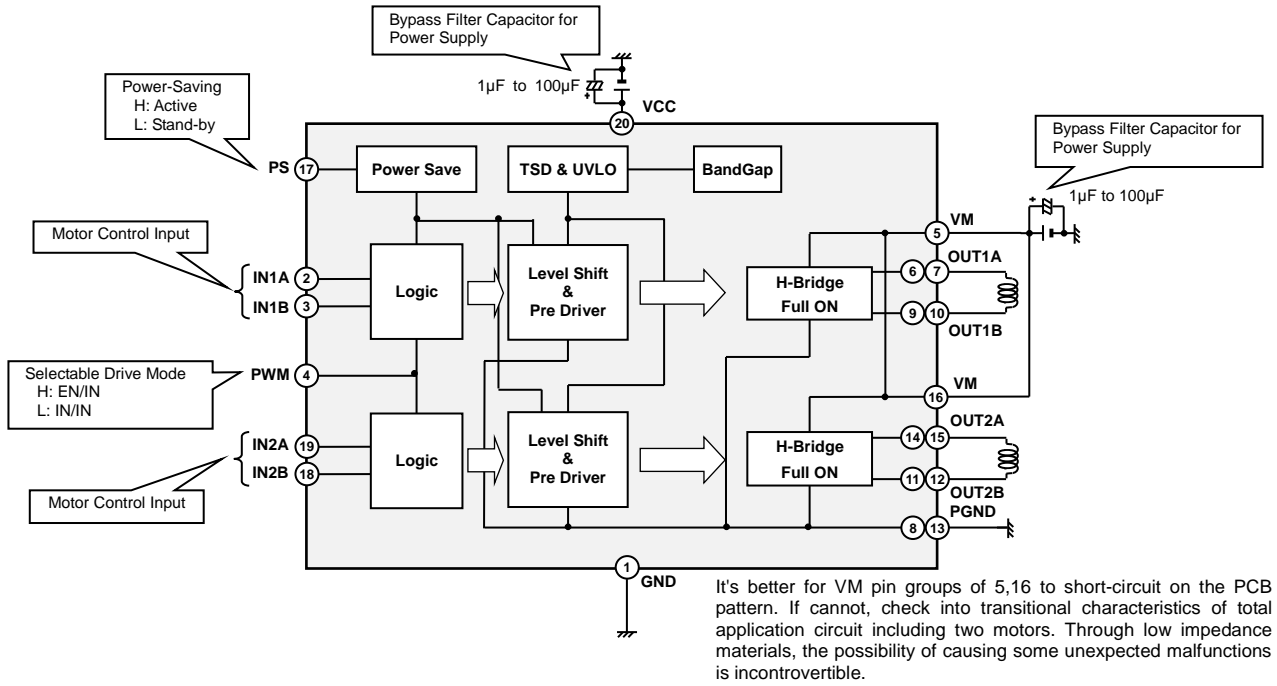 Bypass Filter Capacitor for
Power Supply
1µF to 100µF
+
VCC
20
Power-Saving
H: Active
L: Stand-by
Bypass Filter Capacitor for
Power Supply
+
1µF to 100µF
PS 17
Power Save
TSD & UVLO
BandGap
VM
5
Motor Control Input
IN1A 2
IN1B 3
Logic
Level Shift
&
Pre Driver
H-Bridge
Full ON
OUT1A
6 7
9 10
OUT1B
Selectable Drive Mode
H: EN/IN
L: IN/IN
PWM 4
VM
16
IN2A 19
IN2B 18
Logic
Level Shift
&
Pre Driver
H-Bridge
Full ON
OUT2A
14 15
11 12
OUT2B
Motor Control Input
PGND
8 13
1
GND
It's better for VM pin groups of 5,16 to short-circuit on the PCB
pattern. If cannot, check into transitional characteristics of total
application circuit including two motors. Through low impedance
materials, the possibility of causing some unexpected malfunctions
is incontrovertible.